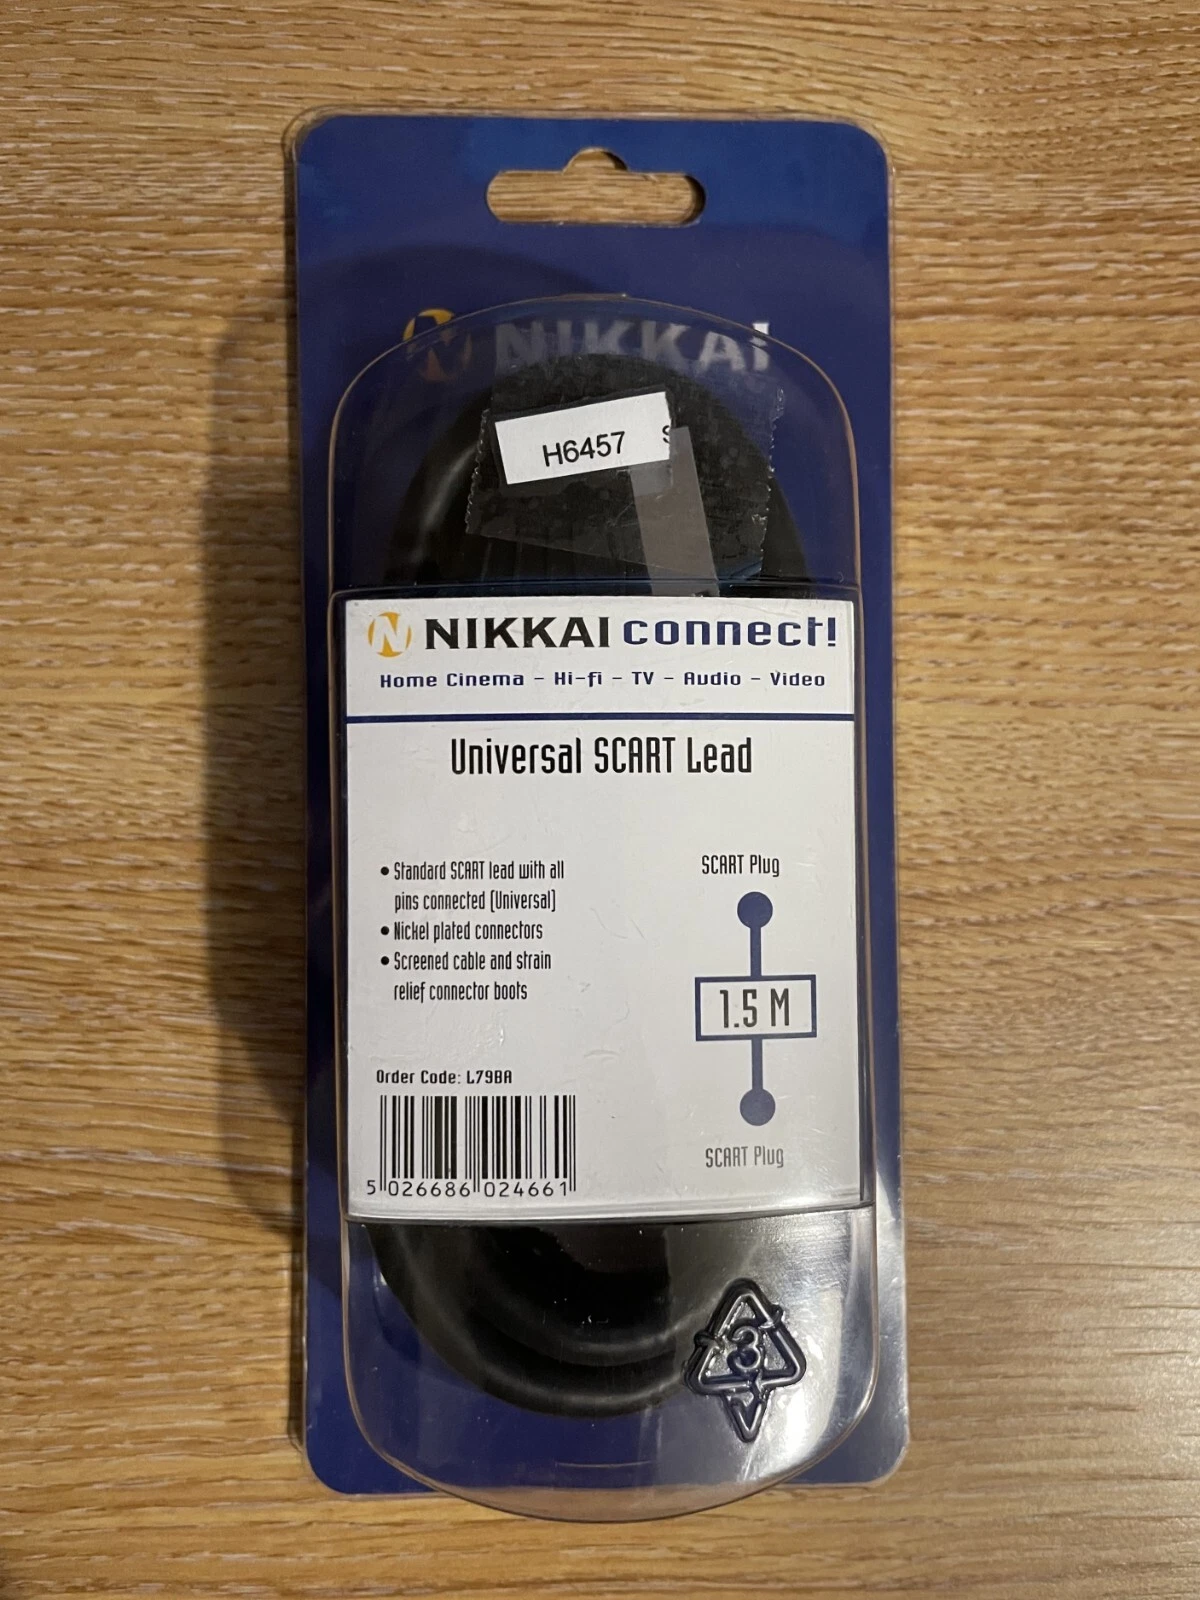 NIKKAI
H6457
NIKKAI connect!
Home Cinema - Hi-fi - TV - Audio - Video
Universal SCART Lead
• Standard SCART lead with all
pins connected (Universal)
• Nickel plated connectors
• Screened cable and strain
relief connector boots
SCART Plug
1.5 M
SCART Plug
Order Code: L79BA
5 026686 024661
3